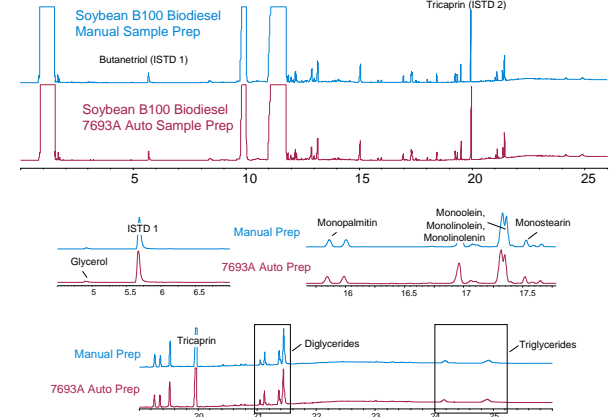 Tricaprin (ISTD 2)
Soybean B100 Biodiesel
Manual Sample Prep
Butanetriol (ISTD 1)
Soybean B100 Biodiesel
7693A Auto Sample Prep
5 10 15 20 25
Monoolein,
Monopalmitin Monolinolein, Monostearin
Monolinolenin
ISTD 1
Manual Prep
Glycerol
7693A Auto Prep
5 5.5 6 6.5
16 16.5 17 17.5
Tricaprin
Diglycerides
Triglycerides
Manual Prep
7693A Auto Prep
20 21 22 23 24 25